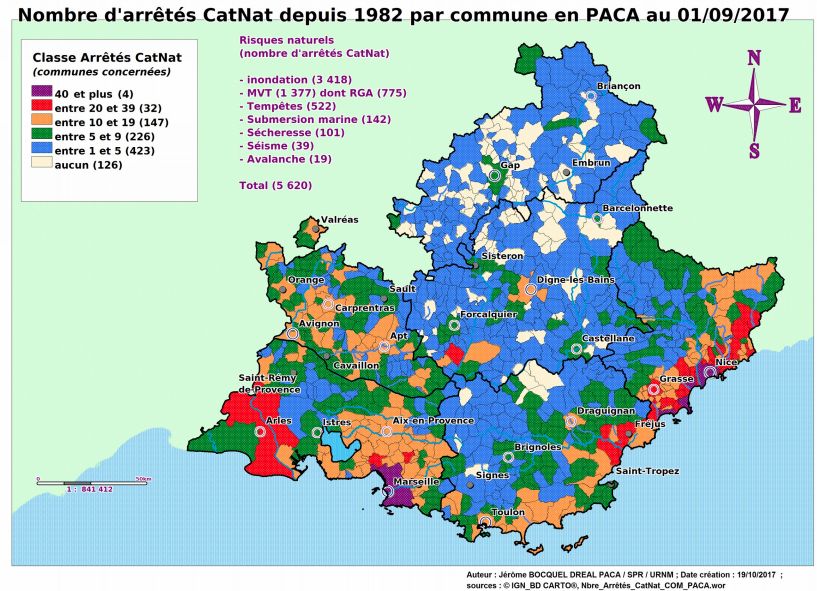 Nombre d'arrêtés CatNat depuis 1982 par commune en PACA au 01/09/2017
Classe Arrêtés CatNat
(communes concernées)
40 et plus (4)
entre 20 et 39 (32)
entre 10 et 19 (147)
entre 5 et 9 (226)
entre 1 et 5 (423)
aucun (126)
Risques naturels
(nombre d'arrêtés CatNat)
- inondation (3 418)
- MVT (1 377) dont RGA (775)
- Tempêtes (522)
- Submersion marine (142)
- Sécheresse (101)
- Séisme (39)
- Avalanche (19)
Total (5 620)
N
W E
S
Briançon
Gap
Embrun
Barcelonnette
Valréas
Sisteron
Orange
Sault
Digne-les-Bains
Carpentras
Forcalquier
Avignon
Apt
Castellane
Cavaillon
Nice
Saint-Rémy
de Provence
Grasse
Draguignan
Arles
Istres
Aix-en-Provence
Fréjus
Brignoles
Saint-Tropez
Signes
Marseille
Toulon
0 50km
1 : 841 412
Auteur : Jérôme BOCQUEL DREAL PACA / SPR / URNM ; Date création : 19/10/2017 ;
sources : © IGN_BD CARTO®, Nbre_Arrêtés_CatNat_COM_PACA.wor